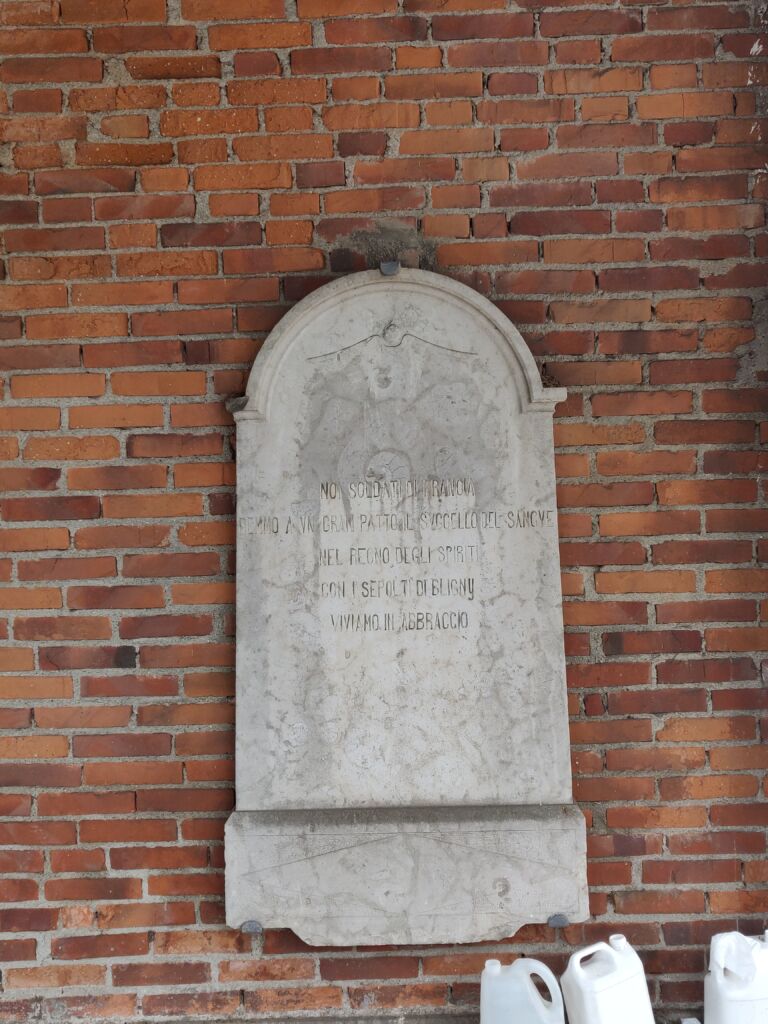 NOI SOLDATI DI FRANCIA
DEMMO A VN GRAN PATTO IL SVGGELLO DEL SANGVE
NEL REGNO DEGLI SPIRITI
CON I SEPOLTI DI BLIGNY
VIVIAMO IN ABBRACCIO